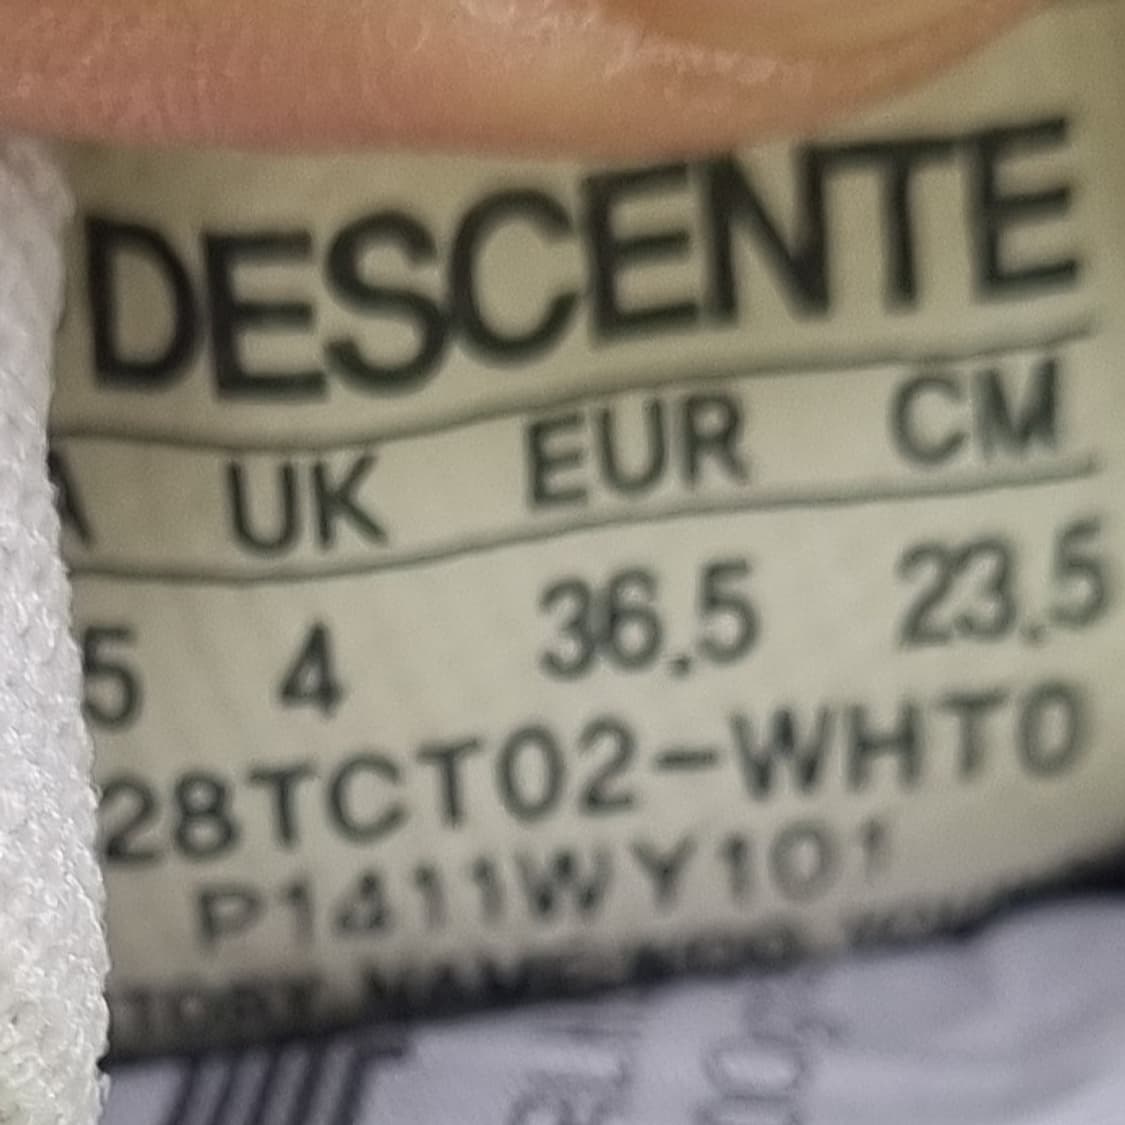 DESCENTE
A UK EUR CM
5 4 36.5 23.5
28TCT02-WHT0
P1411WY101